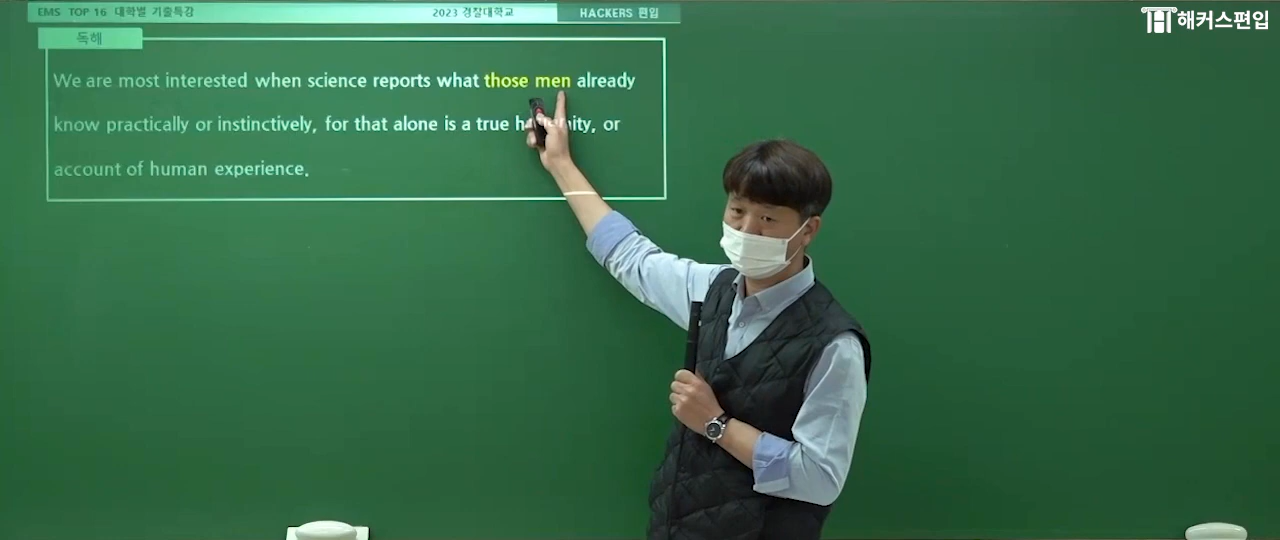 EMS TOP 16 대학별 기출특강
2023 경찰대학교
HACKERS 편입
해커스편입
독해
We are most interested when science reports what those men already
know practically or instinctively, for that alone is a true humanity, or
account of human experience.